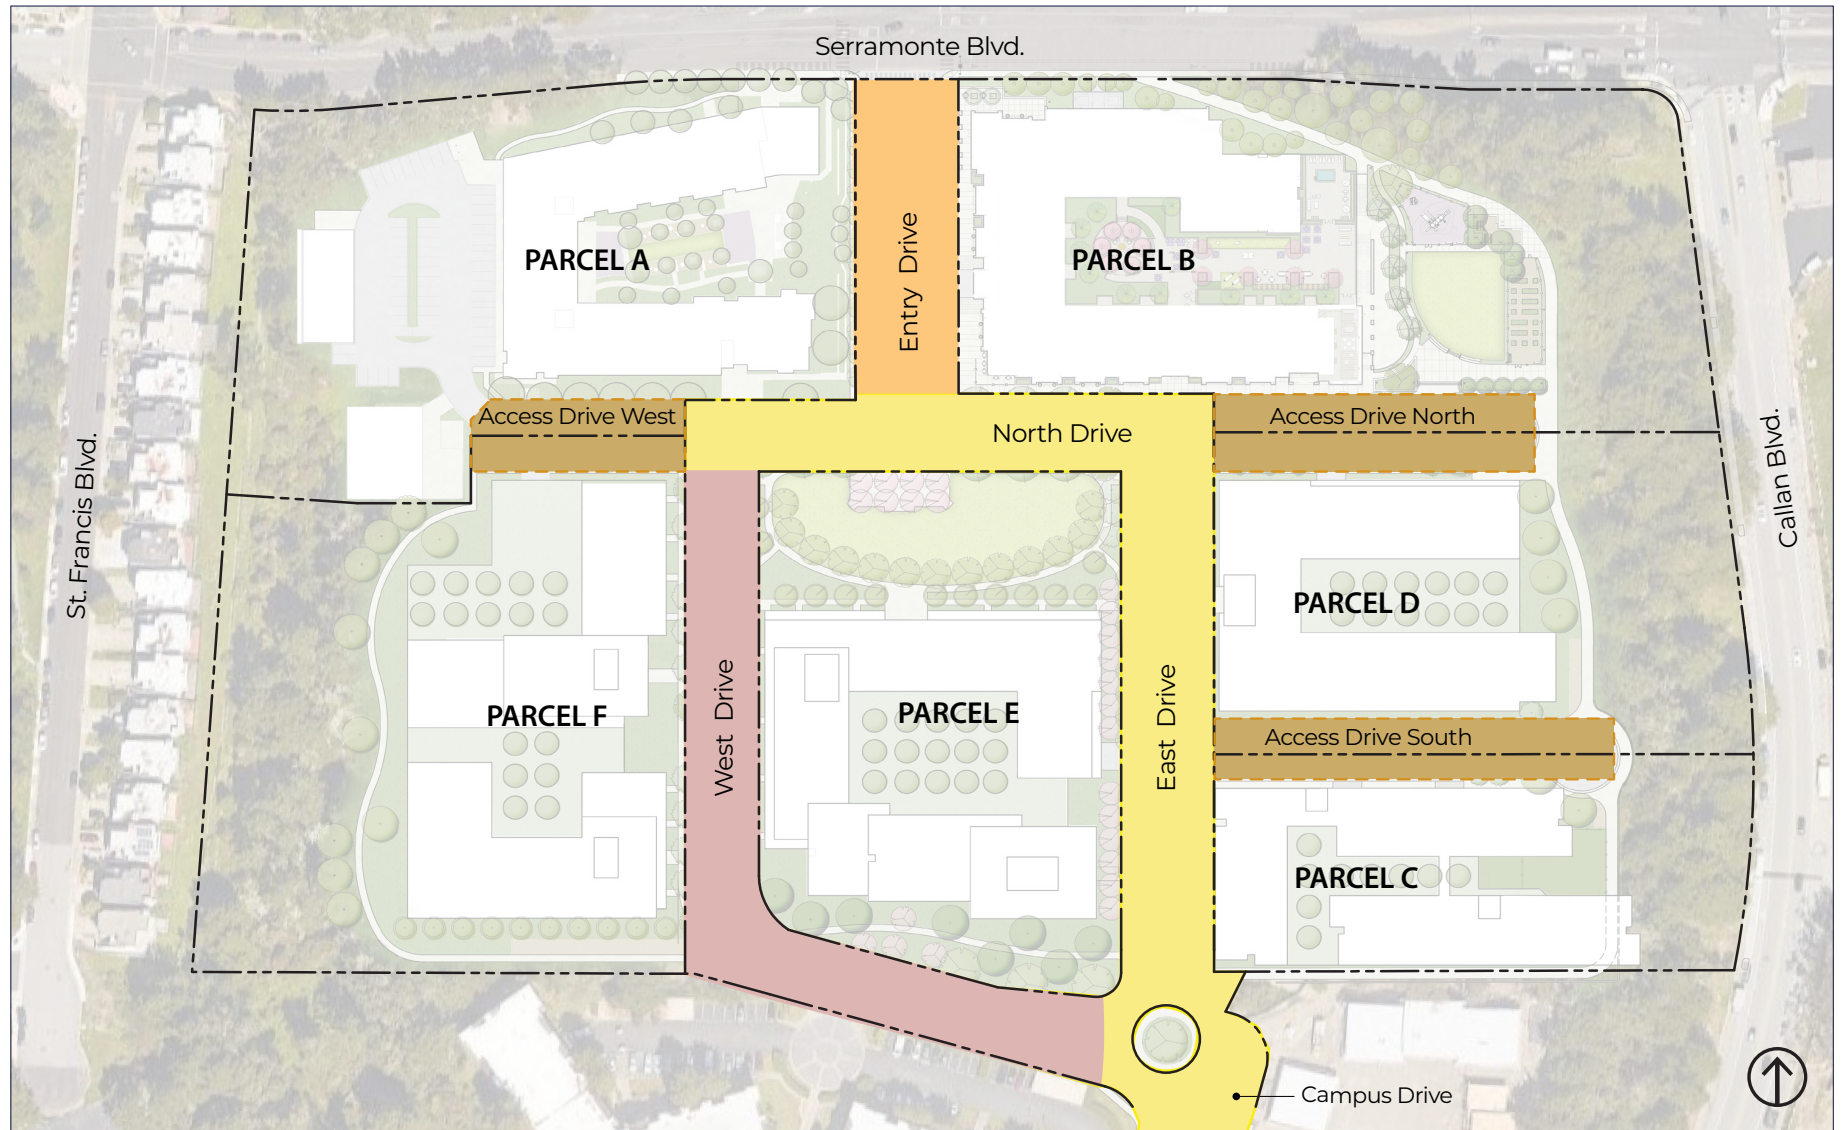 Serramonte Blvd.
Entry Drive
PARCEL A
PARCEL B
Access Drive West
North Drive
Access Drive North
St. Francis Blvd.
Callan Blvd.
PARCEL D
West Drive
East Drive
PARCEL F
PARCEL E
Access Drive South
PARCEL C
Campus Drive